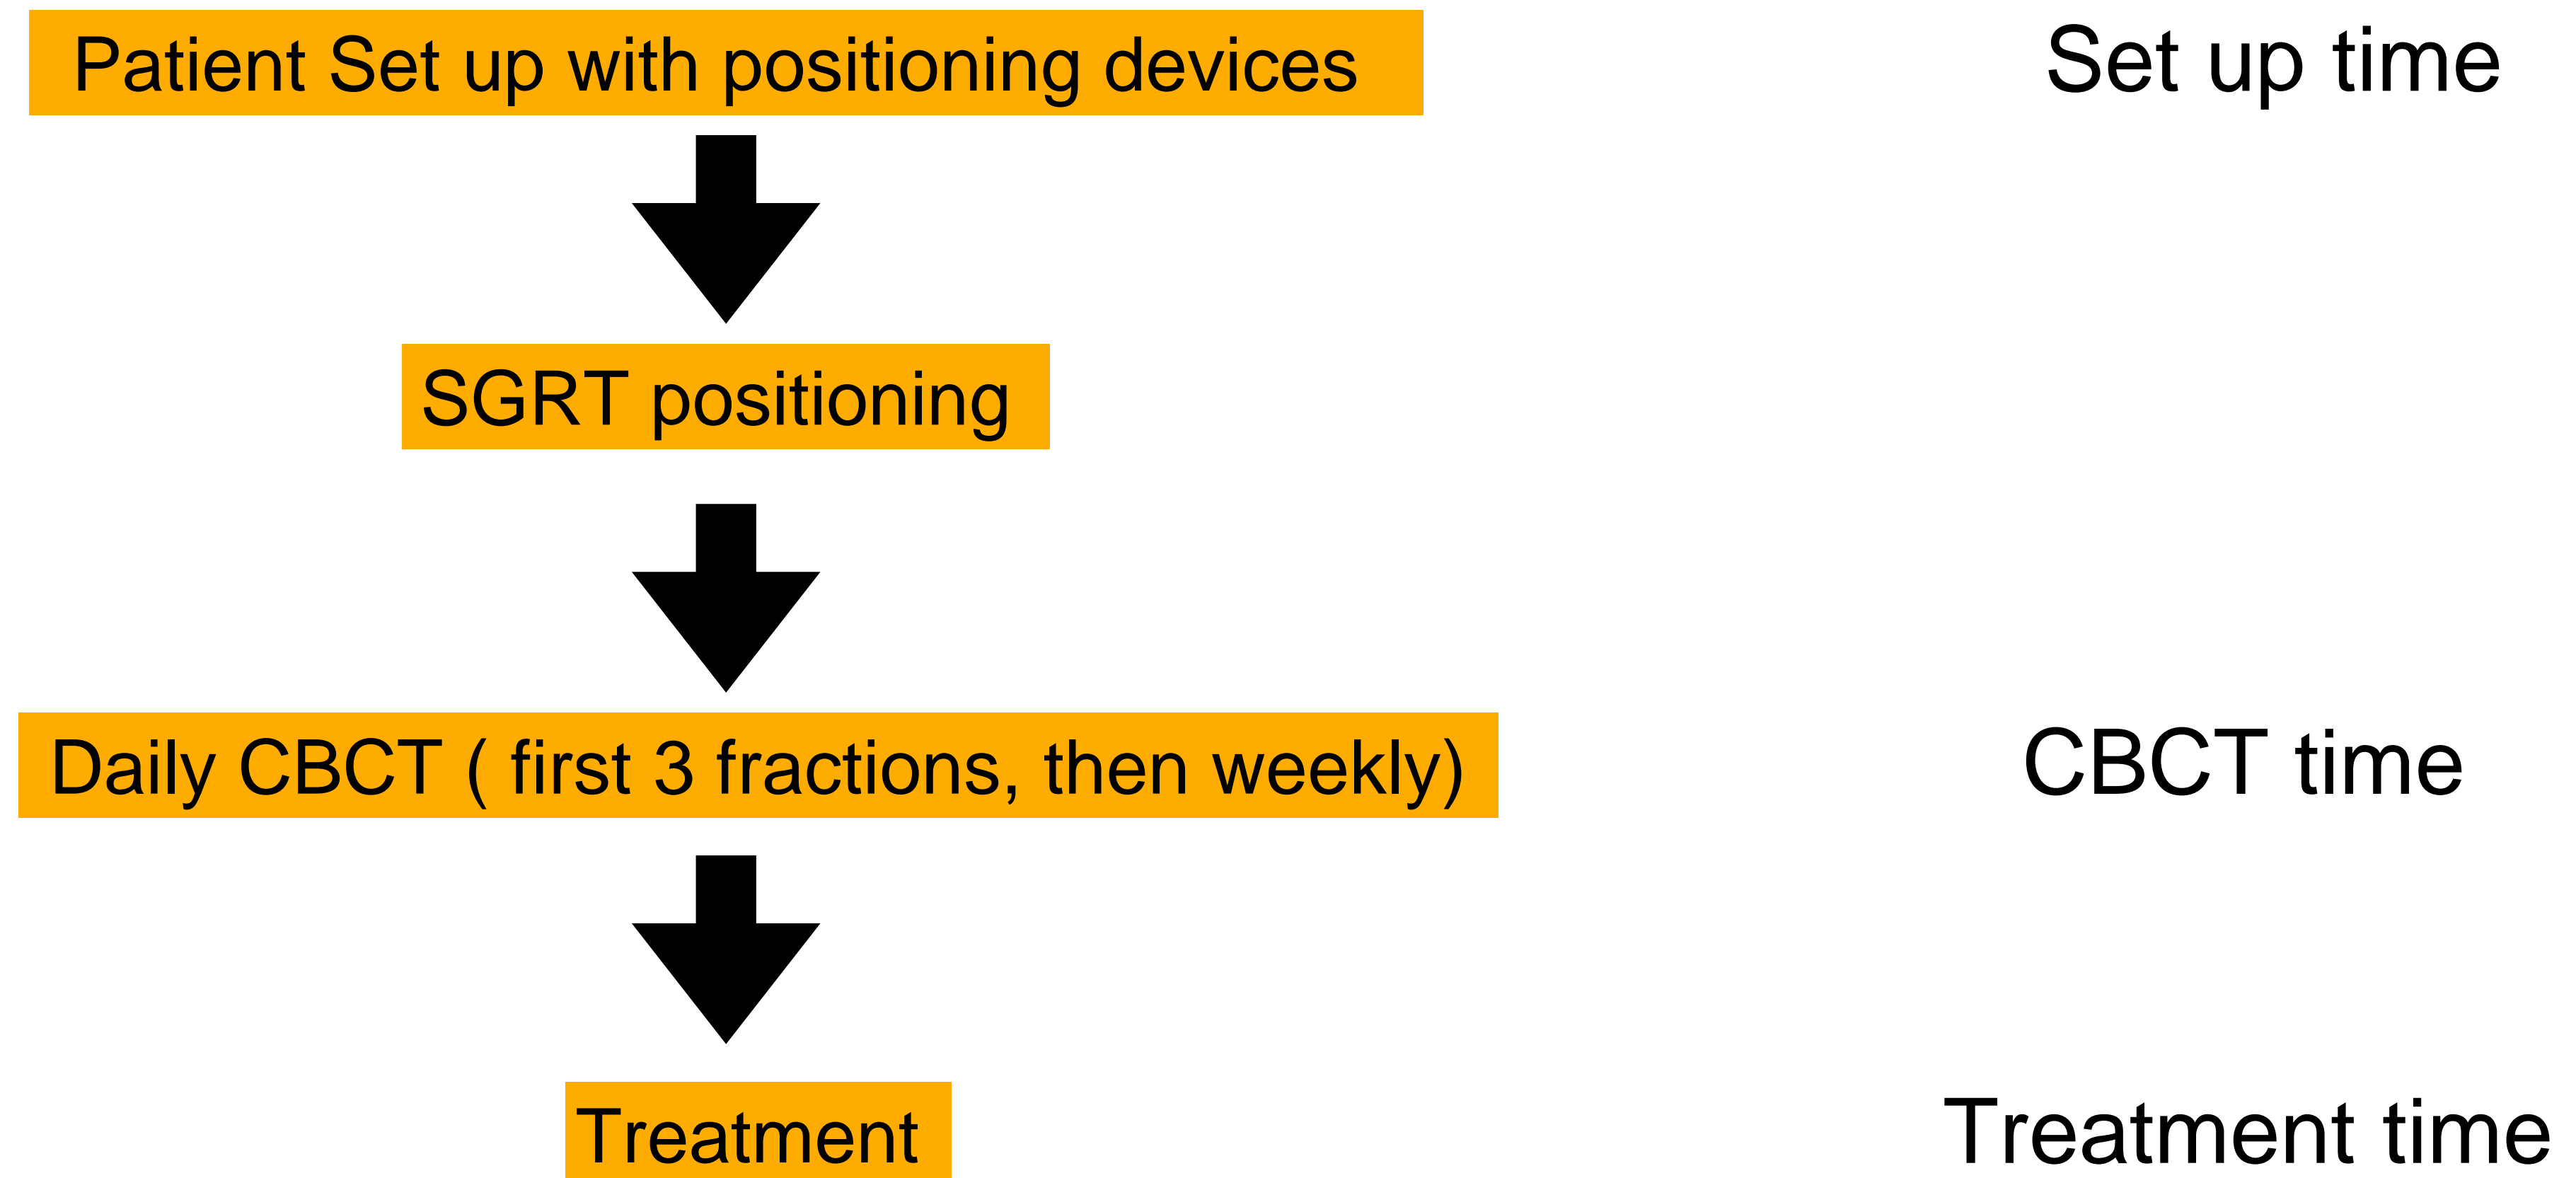 Patient Set up with positioning devices
Set up time
SGRT positioning
Daily CBCT ( first 3 fractions, then weekly)
CBCT time
Treatment
Treatment time